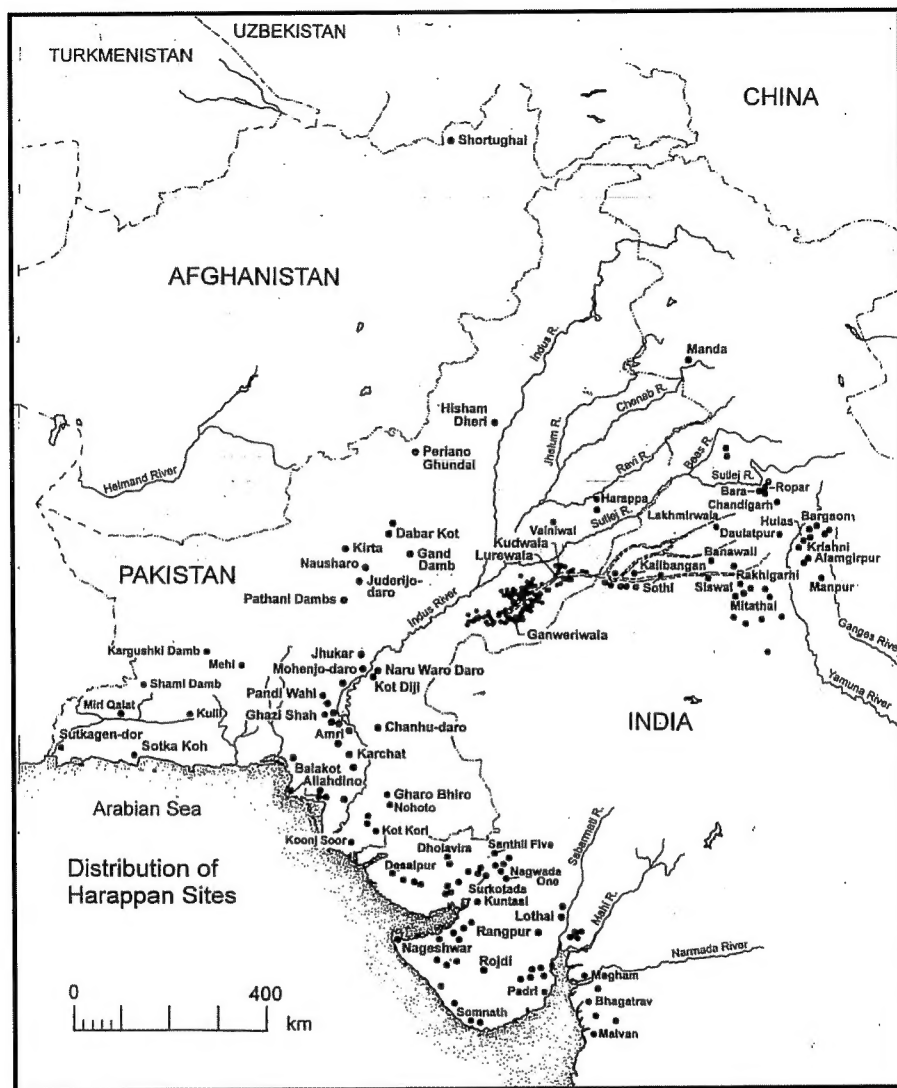 UZBEKISTAN
TURKMENISTAN
CHINA
Shortughai
AFGHANISTAN
Indus R.
Manda
Chenab R.
Jhelum R.
Hisham
Dheri
Ravi R.
Beas R.
Periano
Ghundai
Helmand River
Sutlej R.
Bara
Ropar
Harappa
Chandigarh
Sutlej R.
Lakhmirwala
Hulas
Bargaon
Vainiwal
Daulatpur
Krishni
Dabar Kot
Kudwala
Lurewala
Banawali
Alamgirpur
Kirta
Gand
Damb
Kalibangan
Rakhigarhi
Nausharo
PAKISTAN
Juderijo-
daro
Sothi
Siswal
Manpur
Pathani Dambs
Mitathal
Indus River
Ganweriwala
Ganges River
Kargushki Damb
Jhukar
Mehi
Mohenjo-daro
Naru Waro Daro
Kot Diji
Yamuna River
Shami Damb
Pandi Wahi
Miri Qalat
Kulli
Ghazi Shah
Chanhu-daro
INDIA
Amri
Sutkagen-dor
Sotka Koh
Karchat
Balakot
Allahdino
Arabian Sea
Gharo Bhiro
Nohoto
Sabarmati R.
Kot Kori
Koonj Soor
Dholavira
Santhli Five
Distribution of
Harappan Sites
Desalpur
Nagwada
One
Surkotada
Kuntasi
Mahi R.
Lothal
Rangpur
Nageshwar
Narmada River
Rojdi
Megham
0 400
Padri
Bhagatrav
km
Somnath
Malvan